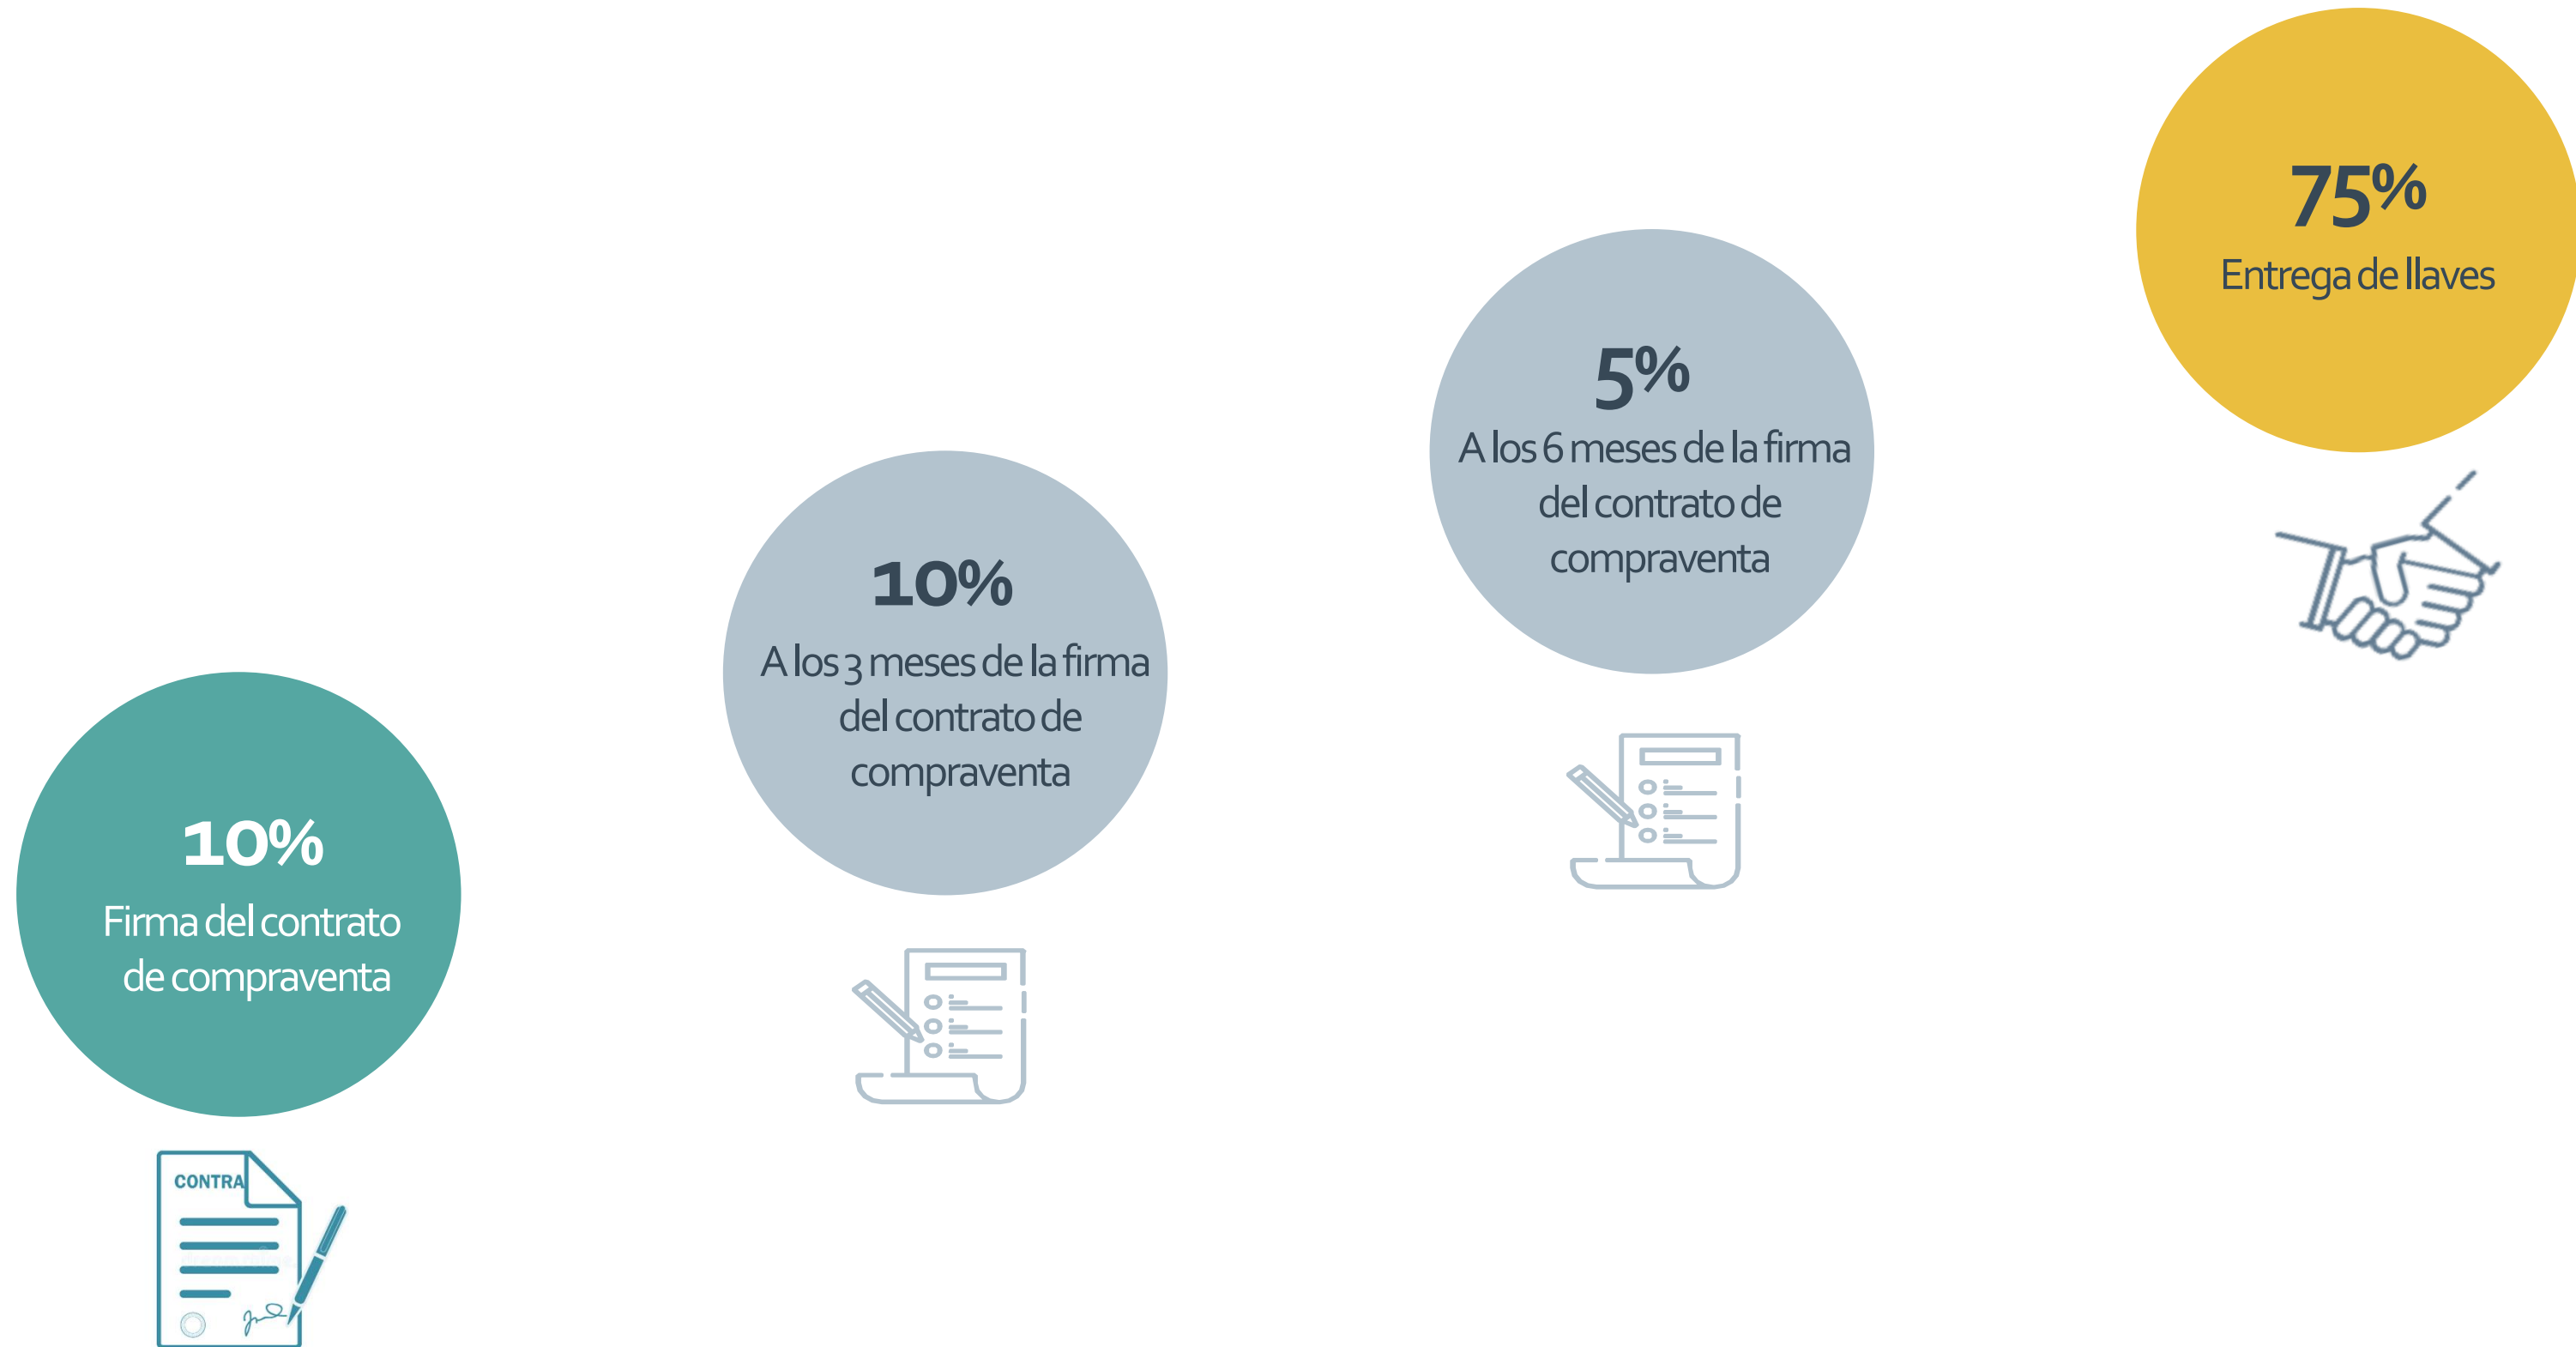 10%
Firma del contrato
de compraventa
CONTRA
10%
A los 3 meses de la firma
del contrato de
compraventa
5%
A los 6 meses de la firma
del contrato de
compraventa
75%
Entrega de llaves